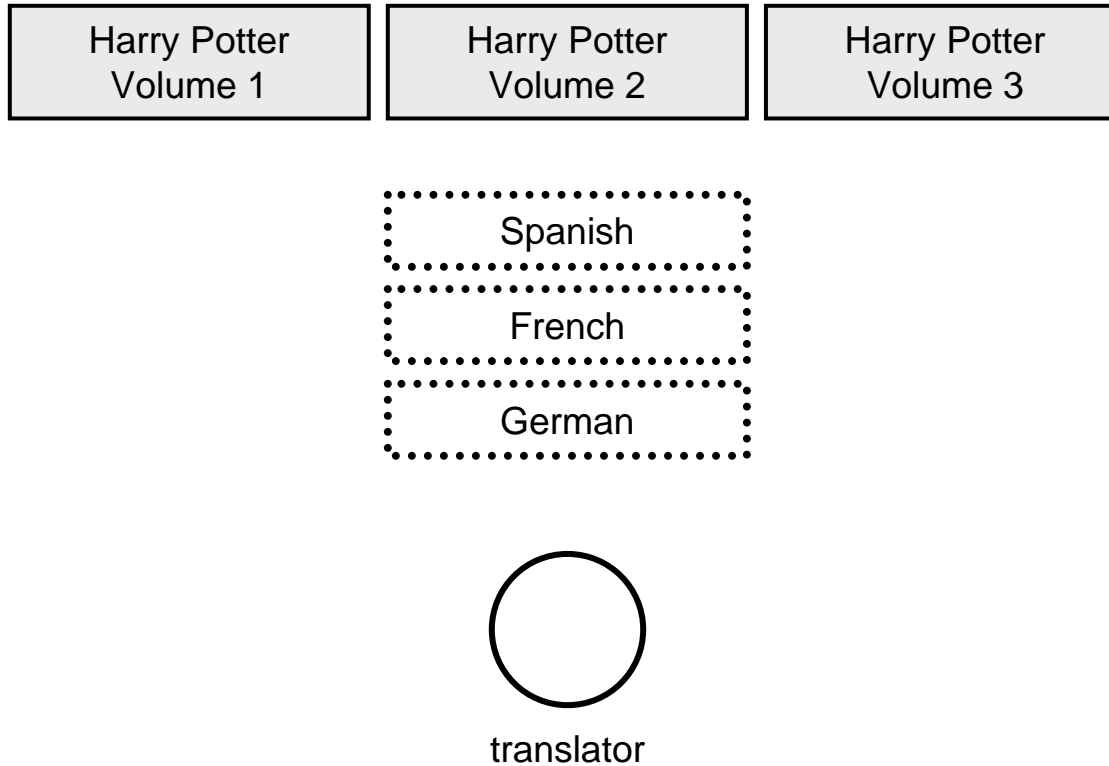 Harry Potter
Volume 1
Harry Potter
Volume 2
Harry Potter
Volume 3
Spanish
French
German
translator